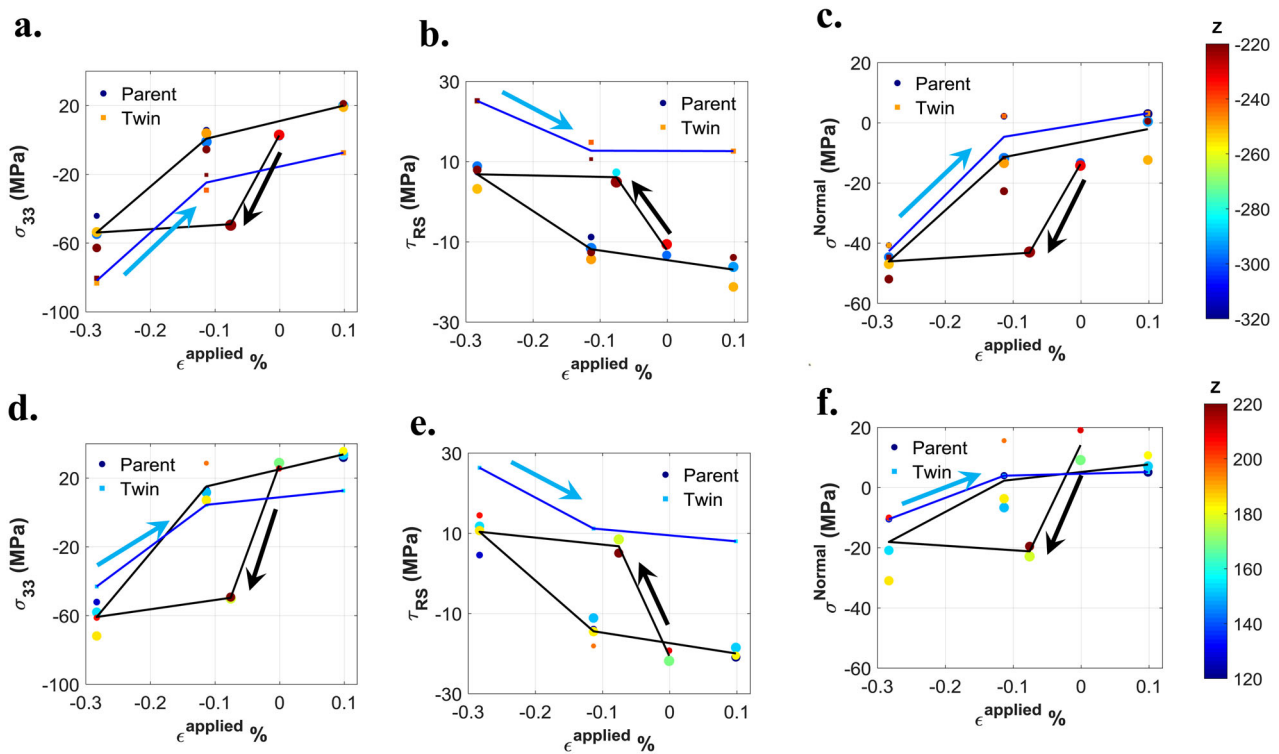 a.
Parent
Twin
σ33 (MPa)
20
-20
-60
-100
-0.3 -0.2 -0.1 0 0.1
ϵapplied %
b.
Parent
Twin
τRS (MPa)
30
10
-10
-30
-0.3 -0.2 -0.1 0 0.1
ϵapplied %
c.
Parent
Twin
σNormal (MPa)
20
0
-20
-40
-60
-0.3 -0.2 -0.1 0 0.1
ϵapplied %
z
-220
-240
-260
-280
-300
-320
d.
Parent
Twin
σ33 (MPa)
20
-20
-60
-100
-0.3 -0.2 -0.1 0 0.1
ϵapplied %
e.
Parent
Twin
τRS (MPa)
30
10
-10
-30
-0.3 -0.2 -0.1 0 0.1
ϵapplied %
f.
Parent
Twin
σNormal (MPa)
20
0
-20
-40
-60
-0.3 -0.2 -0.1 0 0.1
ϵapplied %
z
220
200
180
160
140
120